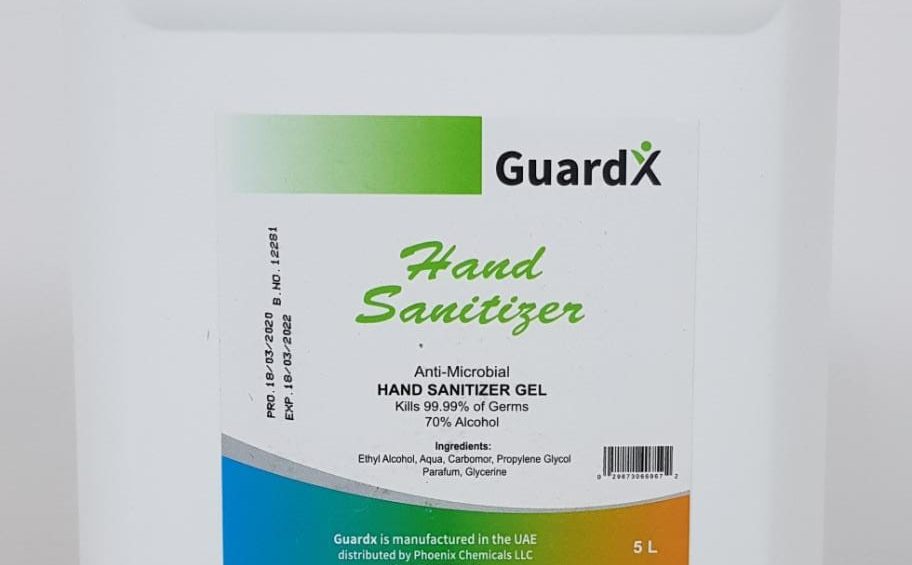 GuardX
PRO.18/03/2020 B.NO.12281
EXP.18/03/2022
Hand
Sanitizer
Anti-Microbial
HAND SANITIZER GEL
Kills 99.99% of Germs
70% Alcohol
Ingredients:
Ethyl Alcohol, Aqua, Carbomor, Propylene Glycol
Parafum, Glycerine
Guardx is manufactured in the UAE
distributed by Phoenix Chemicals LLC
5 L